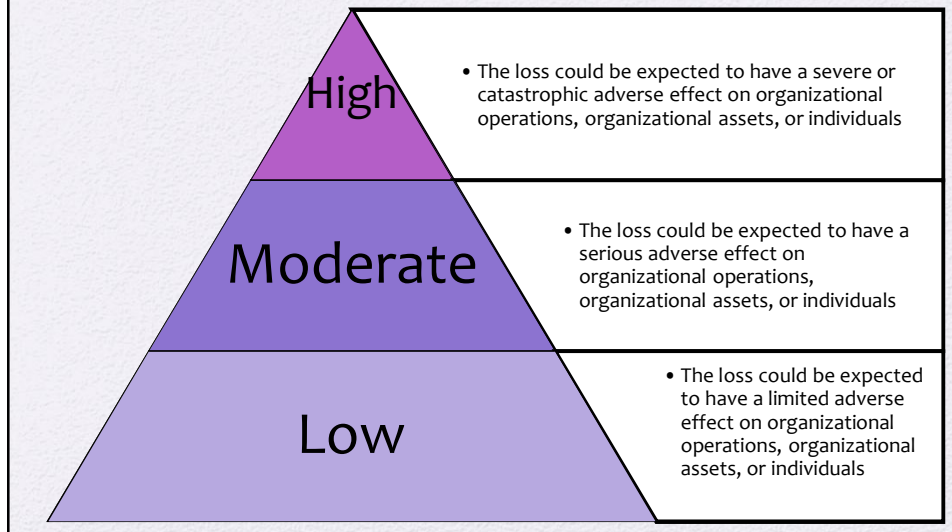 High
• The loss could be expected to have a severe or
catastrophic adverse effect on organizational
operations, organizational assets, or individuals
Moderate
• The loss could be expected to have a
serious adverse effect on
organizational operations,
organizational assets, or individuals
Low
• The loss could be expected
to have a limited adverse
effect on organizational
operations, organizational
assets, or individuals